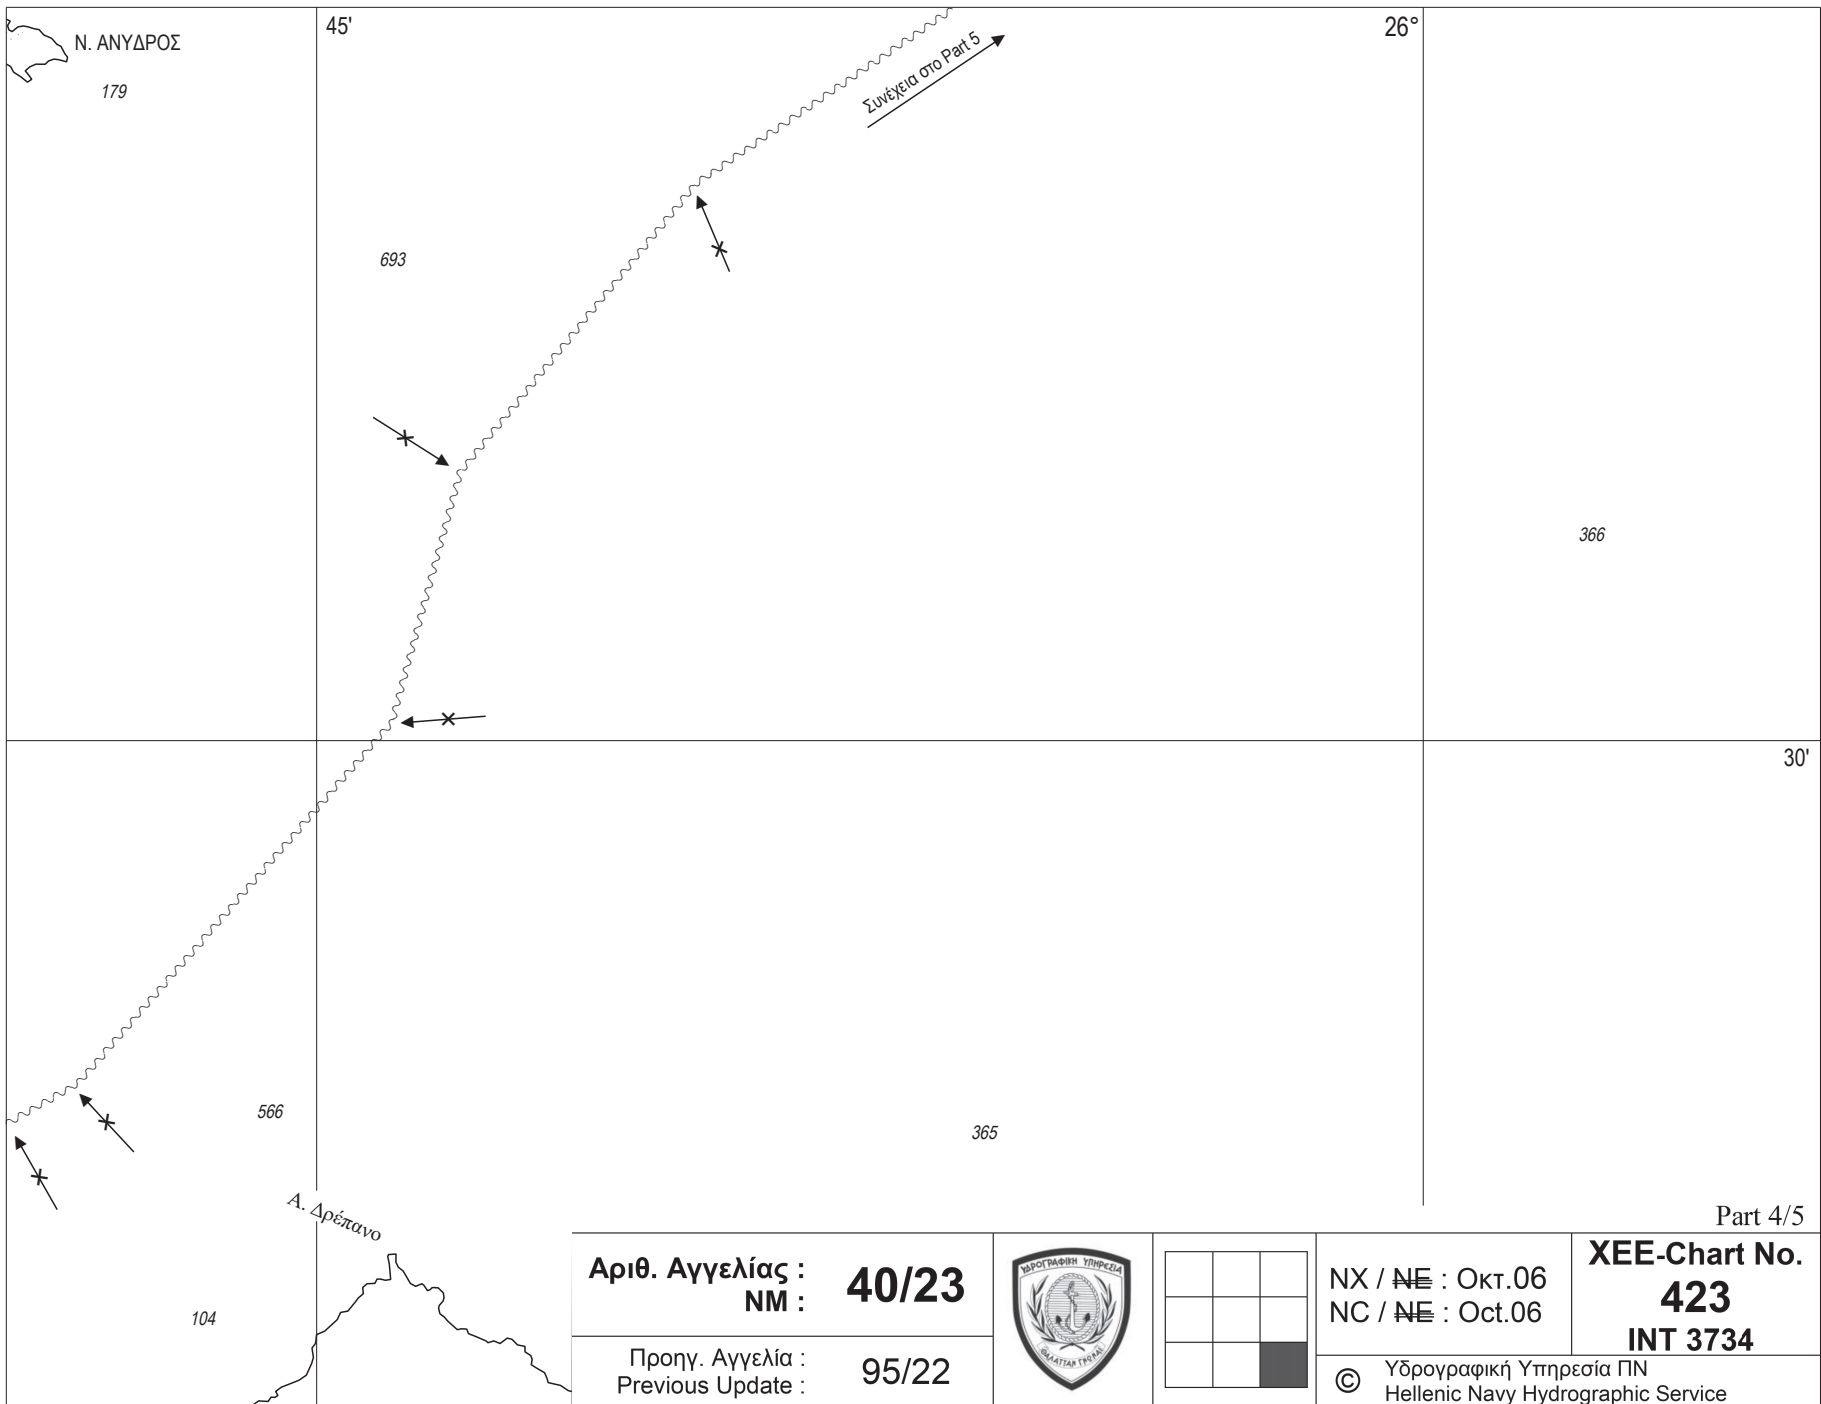 45'
26°
Ν. ΑΝΥΔΡΟΣ
Συνέχεια στο Part 5
179
693
366
30'
566
365
Α. Δρέπανο
104
Part 4/5
Αριθ. Αγγελίας :
NM :
40/23
Προηγ. Αγγελία :
Previous Update :
95/22
ΥΔΡΟΓΡΑΦΙΚΗ ΥΠΗΡΕΣΙΑ
NX / NE : Οκτ.06
NC / NE : Oct.06
XEE-Chart No.
423
INT 3734
© Υδρογραφική Υπηρεσία ΠΝ
Hellenic Navy Hydrographic Service